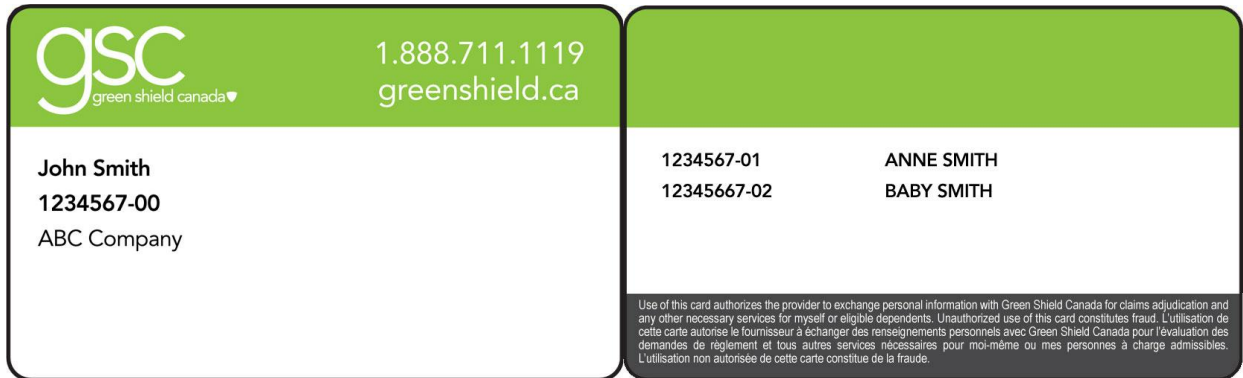 gsc
green shield canada
1.888.711.1119
greenshield.ca
John Smith
1234567-00
ABC Company
1234567-01 ANNE SMITH
12345667-02 BABY SMITH
Use of this card authorizes the provider to exchange personal information with Green Shield Canada for claims adjudication and
any other necessary services for myself or eligible dependents. Unauthorized use of this card constitutes fraud. L'utilisation de
cette carte autorise le fournisseur à échanger des renseignements personnels avec Green Shield Canada pour l'évaluation des
demandes de règlement et tous autres services nécessaires pour moi-même ou mes personnes à charge admissibles.
L'utilisation non autorisée de cette carte constitue de la fraude.